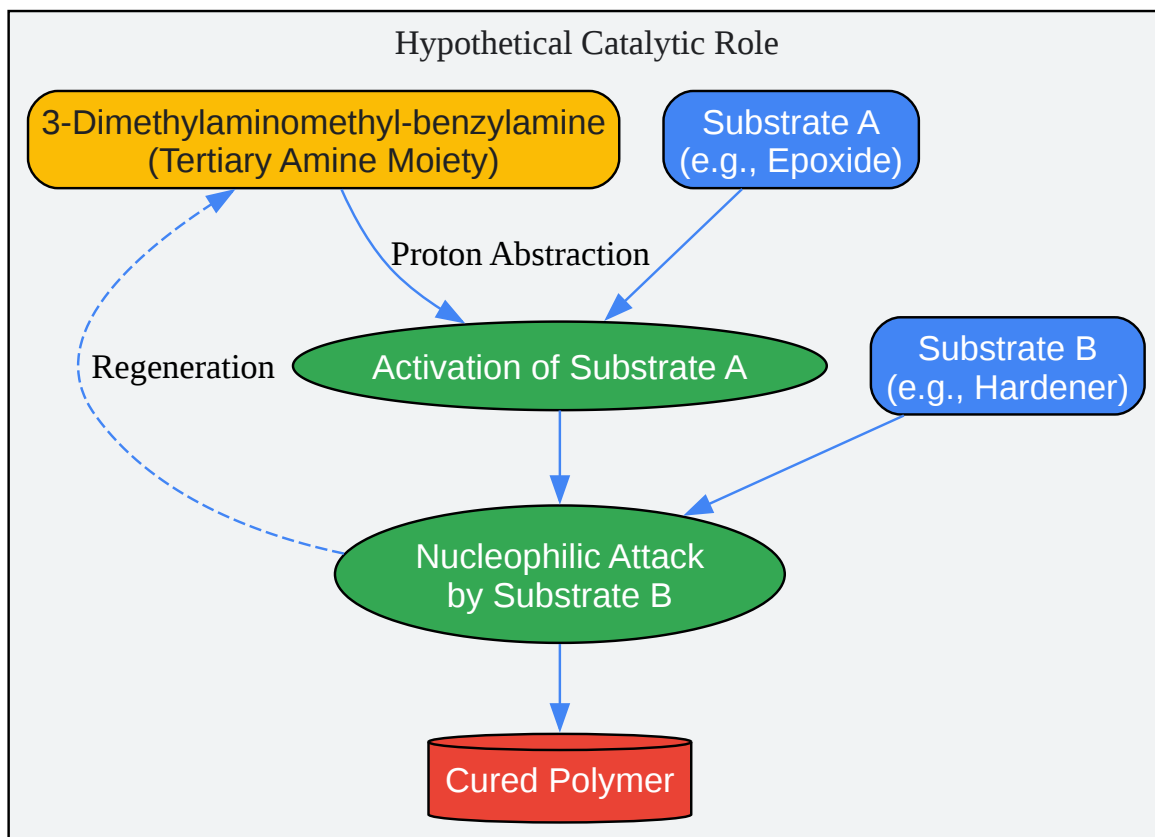 Hypothetical Catalytic Role
3-Dimethylaminomethyl-benzylamine
(Tertiary Amine Moiety)
Substrate A
(e.g., Epoxide)
Proton Abstraction
Regeneration
Activation of Substrate A
Substrate B
(e.g., Hardener)
Nucleophilic Attack
by Substrate B
Cured Polymer